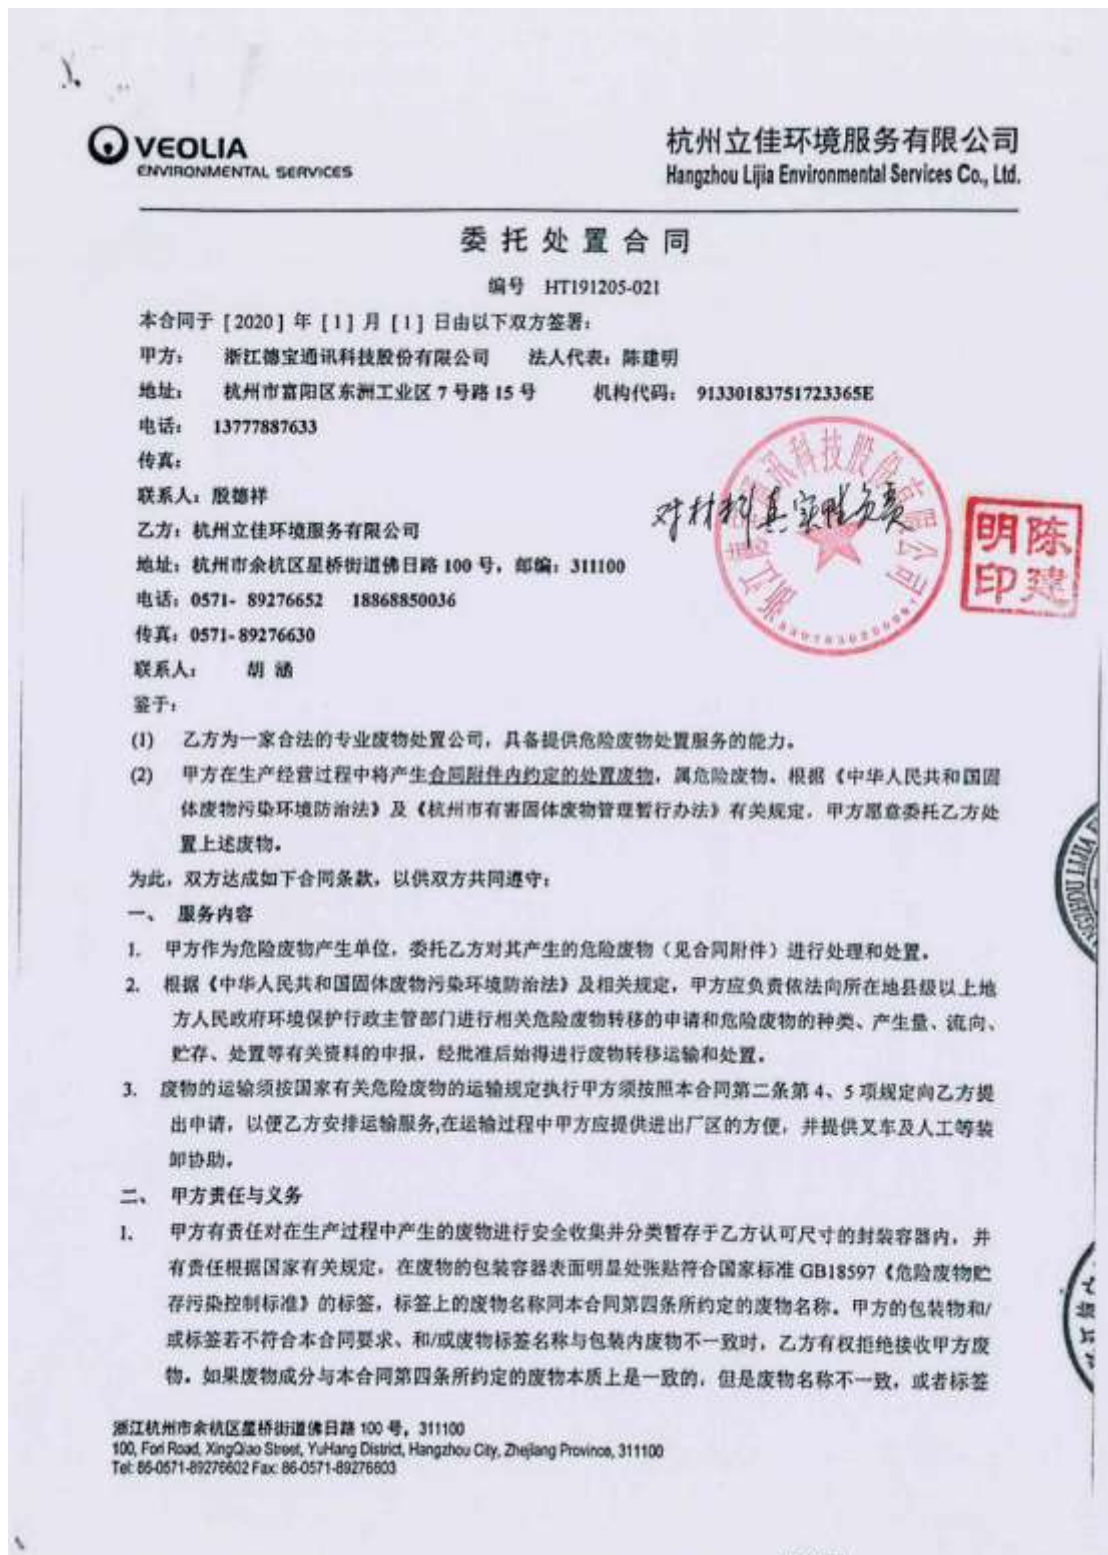 VEOLIA
ENVIRONMENTAL SERVICES
杭州立佳环境服务有限公司
Hangzhou Lijia Environmental Services Co., Ltd.
委托处置合同
编号 HT191205-021
本合同于 [2020] 年 [1] 月 [1] 日由以下双方签署:
甲方: 浙江德宝通讯科技股份有限公司 法人代表:陈建明
地址: 杭州市富阳区东洲工业区 7 号路 15 号 机构代码: 91330183751723365E
电话: 13777887633
传真:
联系人:殷德祥
对材料真实性负责
陈建明印
乙方:杭州立佳环境服务有限公司
地址:杭州市余杭区星桥街道佛日路 100 号,邮编:311100
电话:0571- 89276652 18868850036
传真:0571-89276630
联系人: 胡 涵
鉴于:
(1) 乙方为一家合法的专业废物处置公司,具备提供危险废物处置服务的能力。
(2) 甲方在生产经营过程中将产生合同附件内约定的处置废物,属危险废物。根据《中华人民共和国固
体废物污染环境防治法》及《杭州市有害固体废物管理暂行办法》有关规定,甲方愿意委托乙方处
置上述废物。
为此,双方达成如下合同条款,以供双方共同遵守:
一、 服务内容
1. 甲方作为危险废物产生单位,委托乙方对其产生的危险废物(见合同附件)进行处理和处置。
2. 根据《中华人民共和国固体废物污染环境防治法》及相关规定,甲方应负责依法向所在地县级以上地
方人民政府环境保护行政主管部门进行相关危险废物转移的申请和危险废物的种类、产生量、流向、
贮存、处置等有关资料的申报,经批准后始得进行废物转移运输和处置。
3. 废物的运输须按国家有关危险废物的运输规定执行甲方须按照本合同第二条第 4、5 项规定向乙方提
出申请,以便乙方安排运输服务,在运输过程中甲方应提供进出厂区的方便,并提供叉车及人工等装
卸协助。
二、 甲方责任与义务
1. 甲方有责任对在生产过程中产生的废物进行安全收集并分类暂存于乙方认可尺寸的封装容器内,并
有责任根据国家有关规定,在废物的包装容器表面明显处张贴符合国家标准 GB18597《危险废物贮
存污染控制标准》的标签,标签上的废物名称同本合同第四条所约定的废物名称。甲方的包装物和/
或标签若不符合本合同要求、和/或废物标签名称与包装内废物不一致时,乙方有权拒绝接收甲方废
物。如果废物成分与本合同第四条所约定的废物本质上是一致的,但是废物名称不一致,或者标签
浙江杭州市余杭区星桥街道佛日路 100 号,311100
100, Fori Road, XingQiao Street, YuHang District, Hangzhou City, Zhejiang Province, 311100
Tel: 86-0571-89276602 Fax: 86-0571-89276603